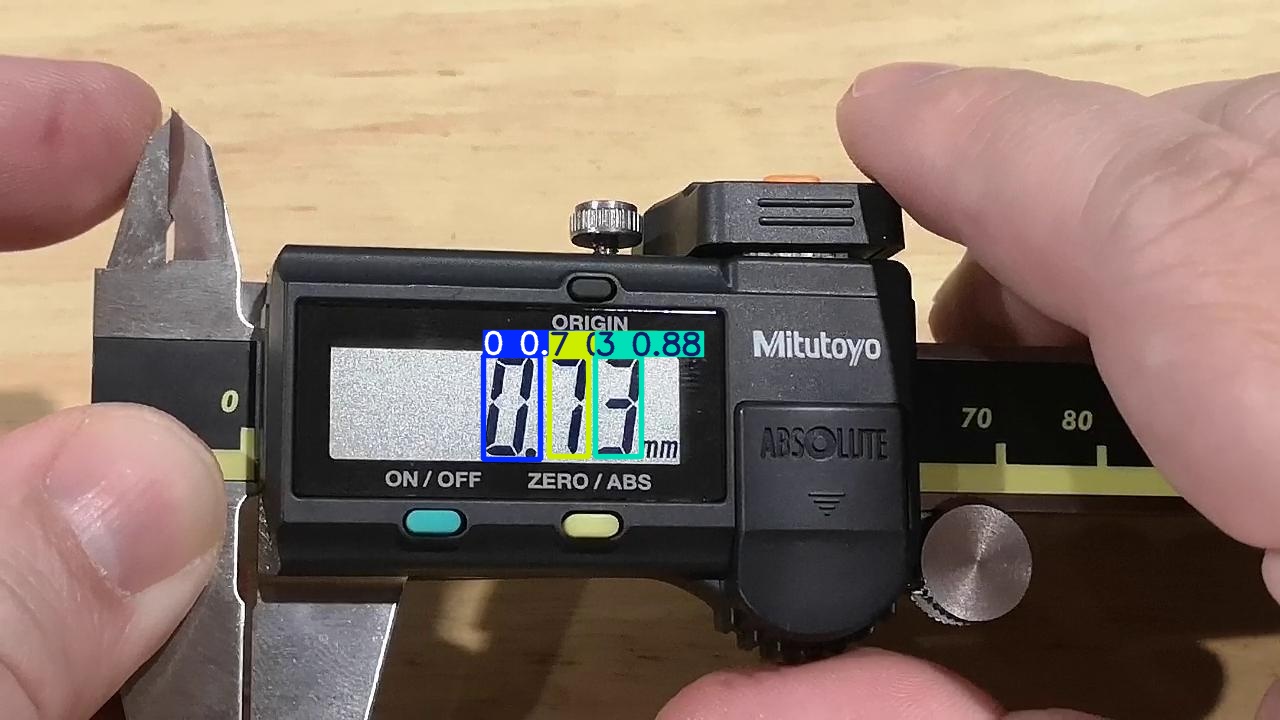 ORIGIN
0 0. 7 0 3 0.88
Mitutoyo
0.73 mm
0
70 80
ABSOLUTE
ON / OFF ZERO / ABS